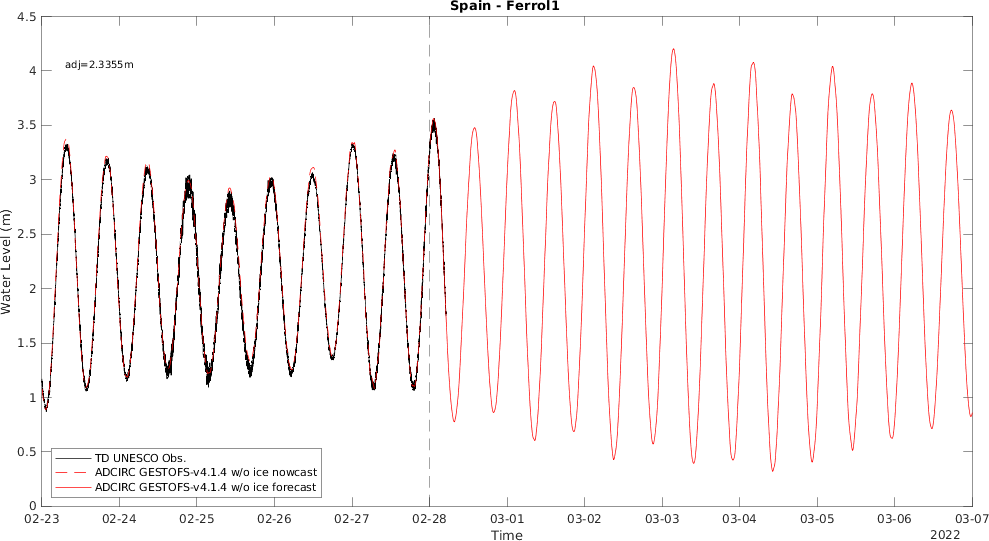 Spain - Ferrol1
4.5
4
3.5
3
2.5
2
1.5
1
0.5
0
Water Level (m)
adj=2.3355m
TD UNESCO Obs.
ADCIRC GESTOFS-v4.1.4 w/o ice nowcast
ADCIRC GESTOFS-v4.1.4 w/o ice forecast
02-23 02-24 02-25 02-26 02-27 02-28 03-01 03-02 03-03 03-04 03-05 03-06 03-07
Time
2022